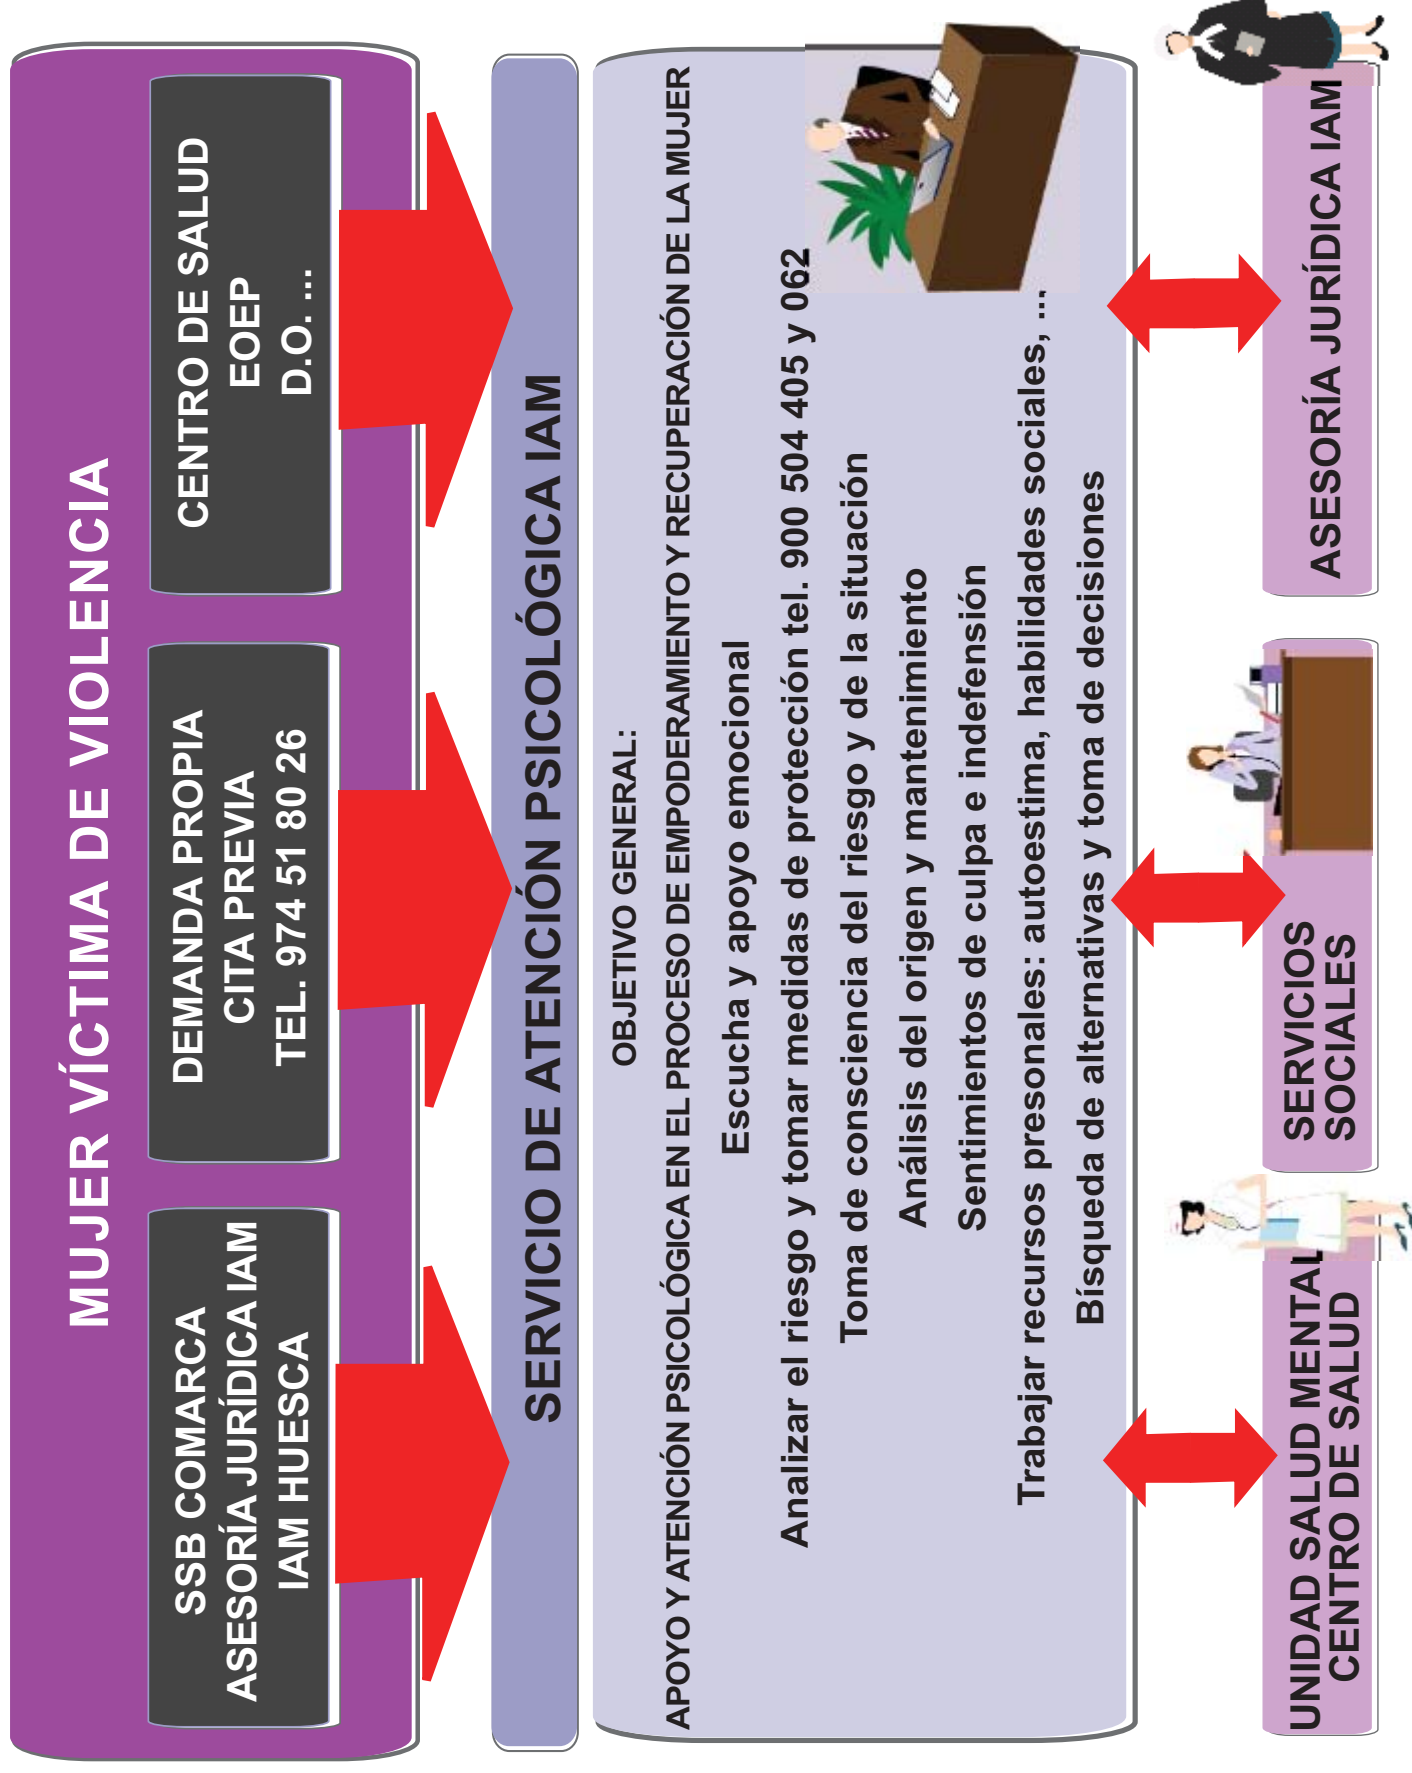 MUJER VÍCTIMA DE VIOLENCIA
SSB COMARCA
ASESORÍA JURÍDICA IAM
IAM HUESCA
DEMANDA PROPIA
CITA PREVIA
TEL. 974 51 80 26
CENTRO DE SALUD
EOEP
D.O. ...
SERVICIO DE ATENCIÓN PSICOLÓGICA IAM
OBJETIVO GENERAL:
APOYO Y ATENCIÓN PSICOLÓGICA EN EL PROCESO DE EMPODERAMIENTO Y RECUPERACIÓN DE LA MUJER
Escucha y apoyo emocional
Analizar el riesgo y tomar medidas de protección tel. 900 504 405 y 062
Toma de consciencia del riesgo y de la situación
Análisis del origen y mantenimiento
Sentimientos de culpa e indefensión
Trabajar recursos presonales: autoestima, habilidades sociales, ...
Bísqueda de alternativas y toma de decisiones
UNIDAD SALUD MENTAL
CENTRO DE SALUD
SERVICIOS
SOCIALES
ASESORÍA JURÍDICA IAM